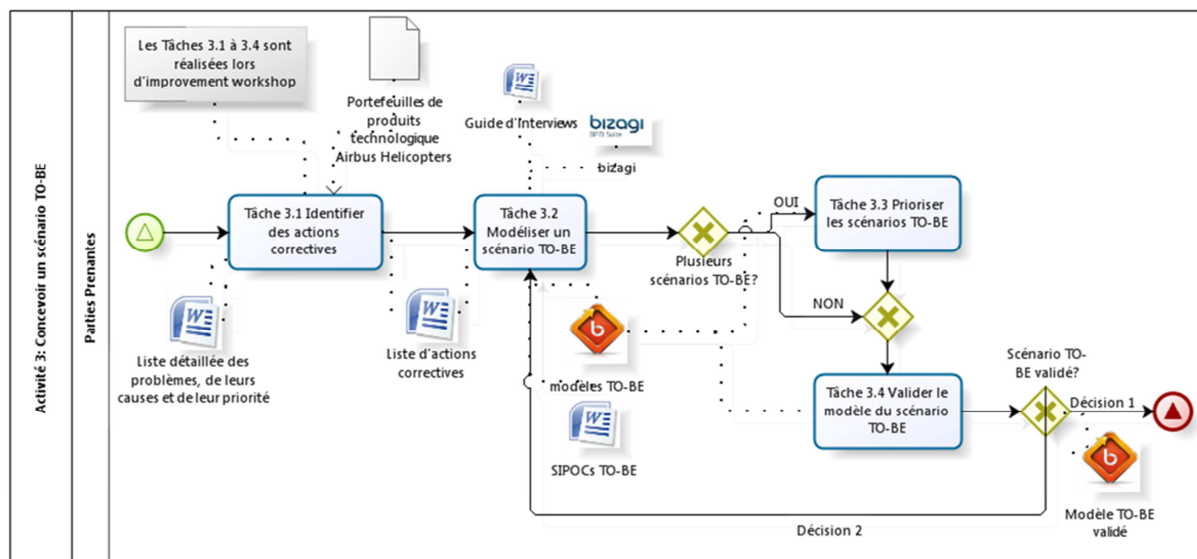 Activité 3: Concevoir un scénario TO-BE
Parties Prenantes
Les Tâches 3.1 à 3.4 sont
réalisées lors
d'improvement workshop
Portefeuilles de
produits
technologique
Airbus Helicopters
Guide d'Interviews
bizagi
BPM Suite
bizagi
Tâche 3.1 Identifier
des actions
correctives
Tâche 3.2
Modéliser un
scénario TO-BE
Plusieurs
scénarios TO-BE?
OUI
NON
Tâche 3.3 Prioriser
les scénarios TO-BE
Liste détaillée des
problèmes, de leurs
causes et de leur priorité
Liste d'actions
correctives
modèles TO-BE
SIPOCs TO-BE
Tâche 3.4 Valider le
modèle du scénario
TO-BE
Scénario TO-
BE validé?
Décision 1
Décision 2
Modèle TO-BE
validé